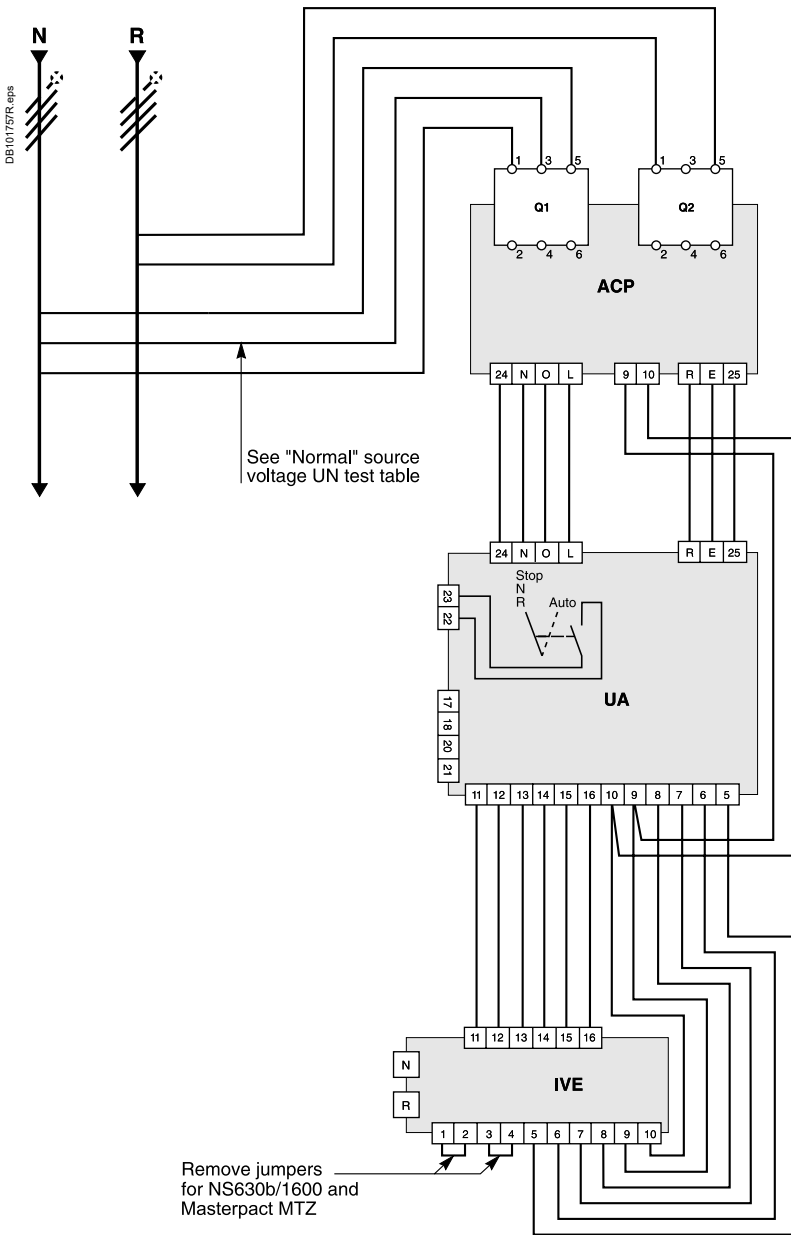 N R
DB101757R.eps
1 3 5 1 3 5
Q1 Q2
2 4 6 2 4 6
ACP
24 N O L 9 10 R E 25
See "Normal" source
voltage UN test table
24 N O L R E 25
Stop
N
R Auto
23
22
UA
17
18
20
21
11 12 13 14 15 16 10 9 8 7 6 5
11 12 13 14 15 16
N
IVE
R
1 2 3 4 5 6 7 8 9 10
Remove jumpers
for NS630b/1600 and
Masterpact MTZ